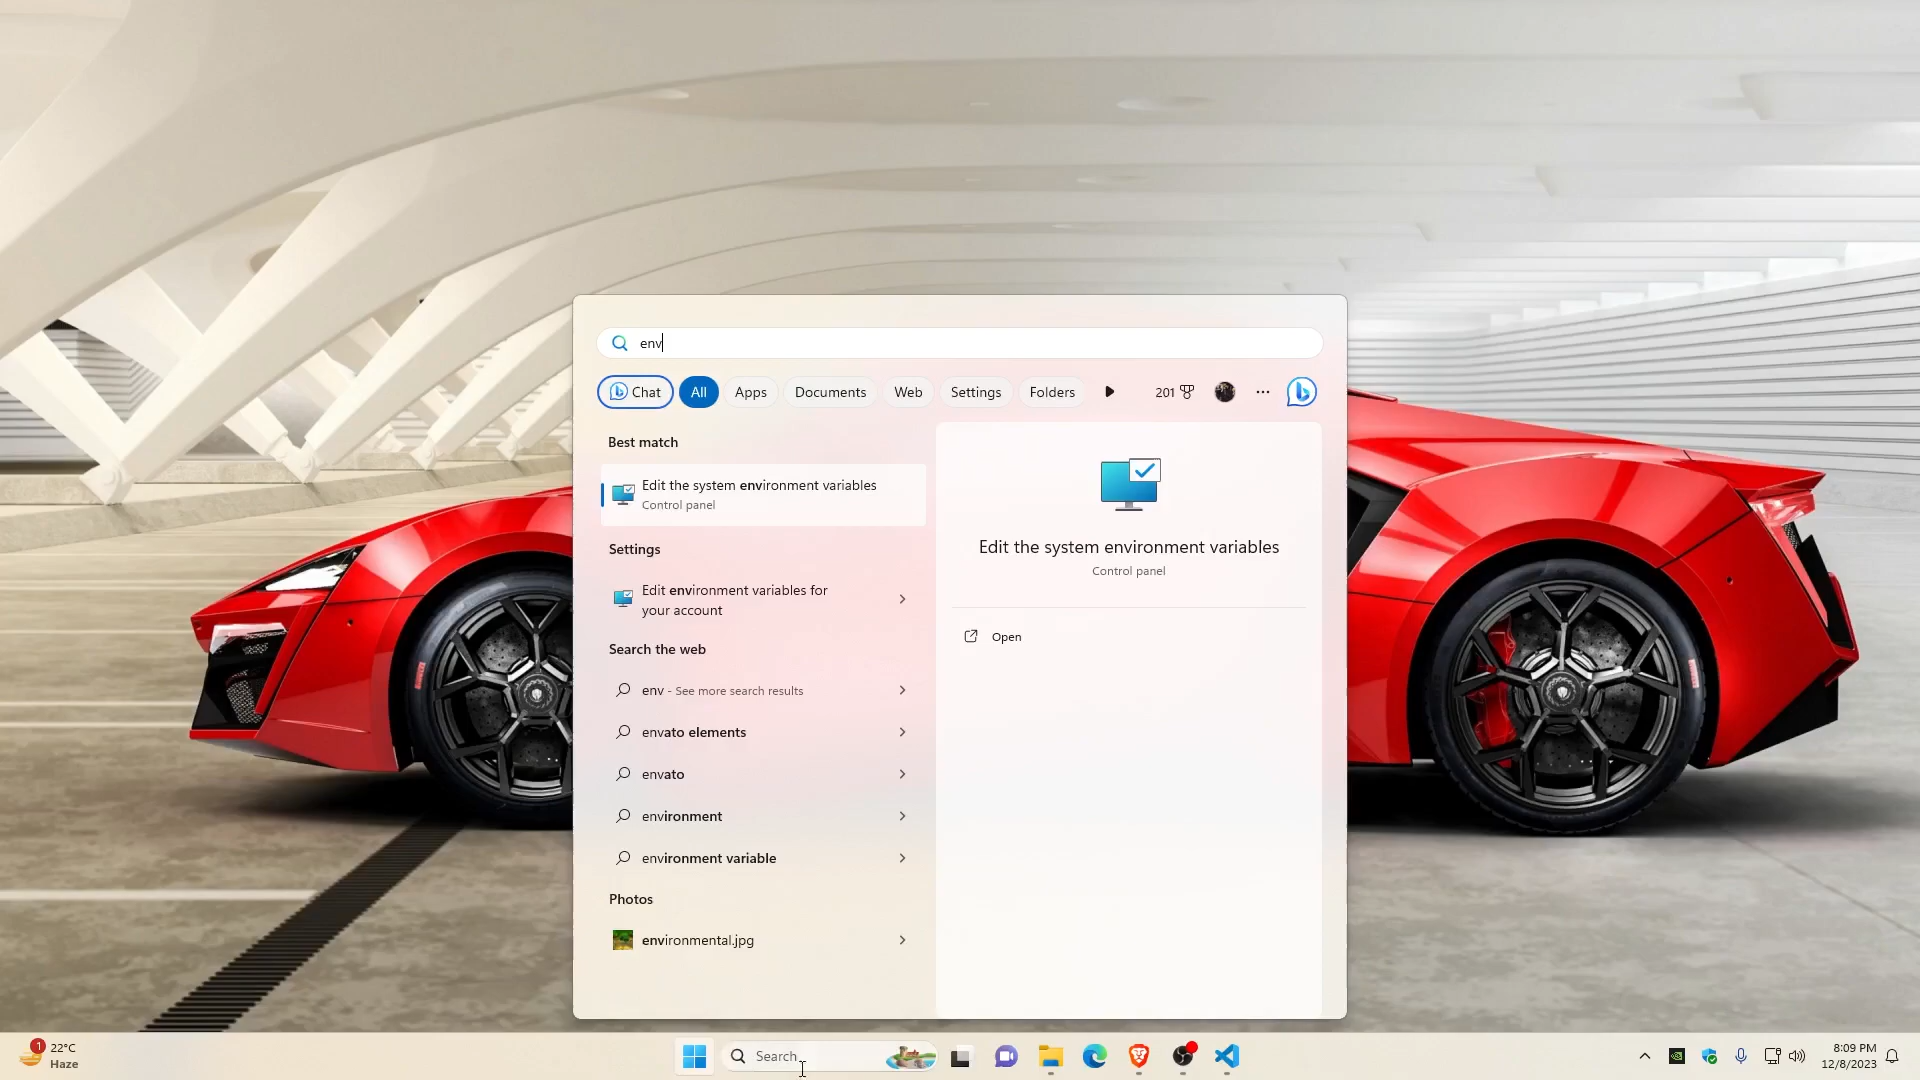 env
Chat
All
Apps
Documents
Web
Settings
Folders
201
Best match
Edit the system environment variables
Control panel
Settings
Edit environment variables for
your account
Search the web
env - See more search results
envato elements
envato
environment
environment variable
Photos
environmental.jpg
Edit the system environment variables
Control panel
Open
1
22°C
Haze
Search
8:09 PM
12/8/2023